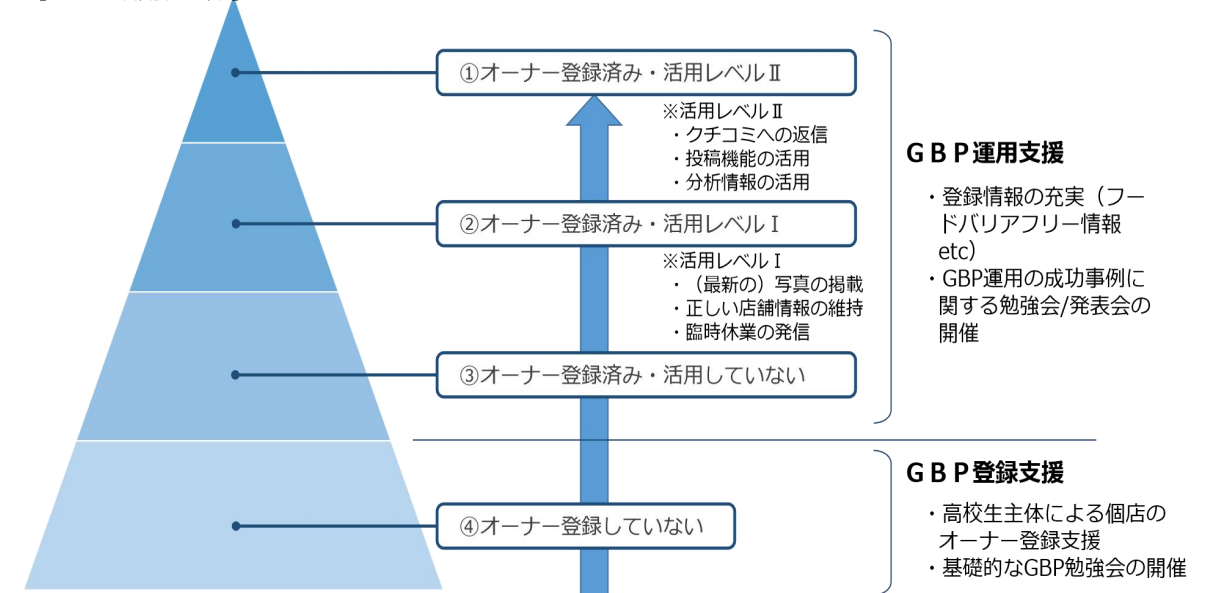 ①オーナー登録済み・活用レベルⅡ
※活用レベルⅡ
・クチコミへの返信
・投稿機能の活用
・分析情報の活用
②オーナー登録済み・活用レベルⅠ
※活用レベルⅠ
・（最新の）写真の掲載
・正しい店舗情報の維持
・臨時休業の発信
③オーナー登録済み・活用していない
④オーナー登録していない
ＧＢＰ運用支援
・登録情報の充実（フー
ドバリアフリー情報
etc）
・GBP運用の成功事例に
関する勉強会/発表会の
開催
ＧＢＰ登録支援
・高校生主体による個店の
オーナー登録支援
・基礎的なGBP勉強会の開催